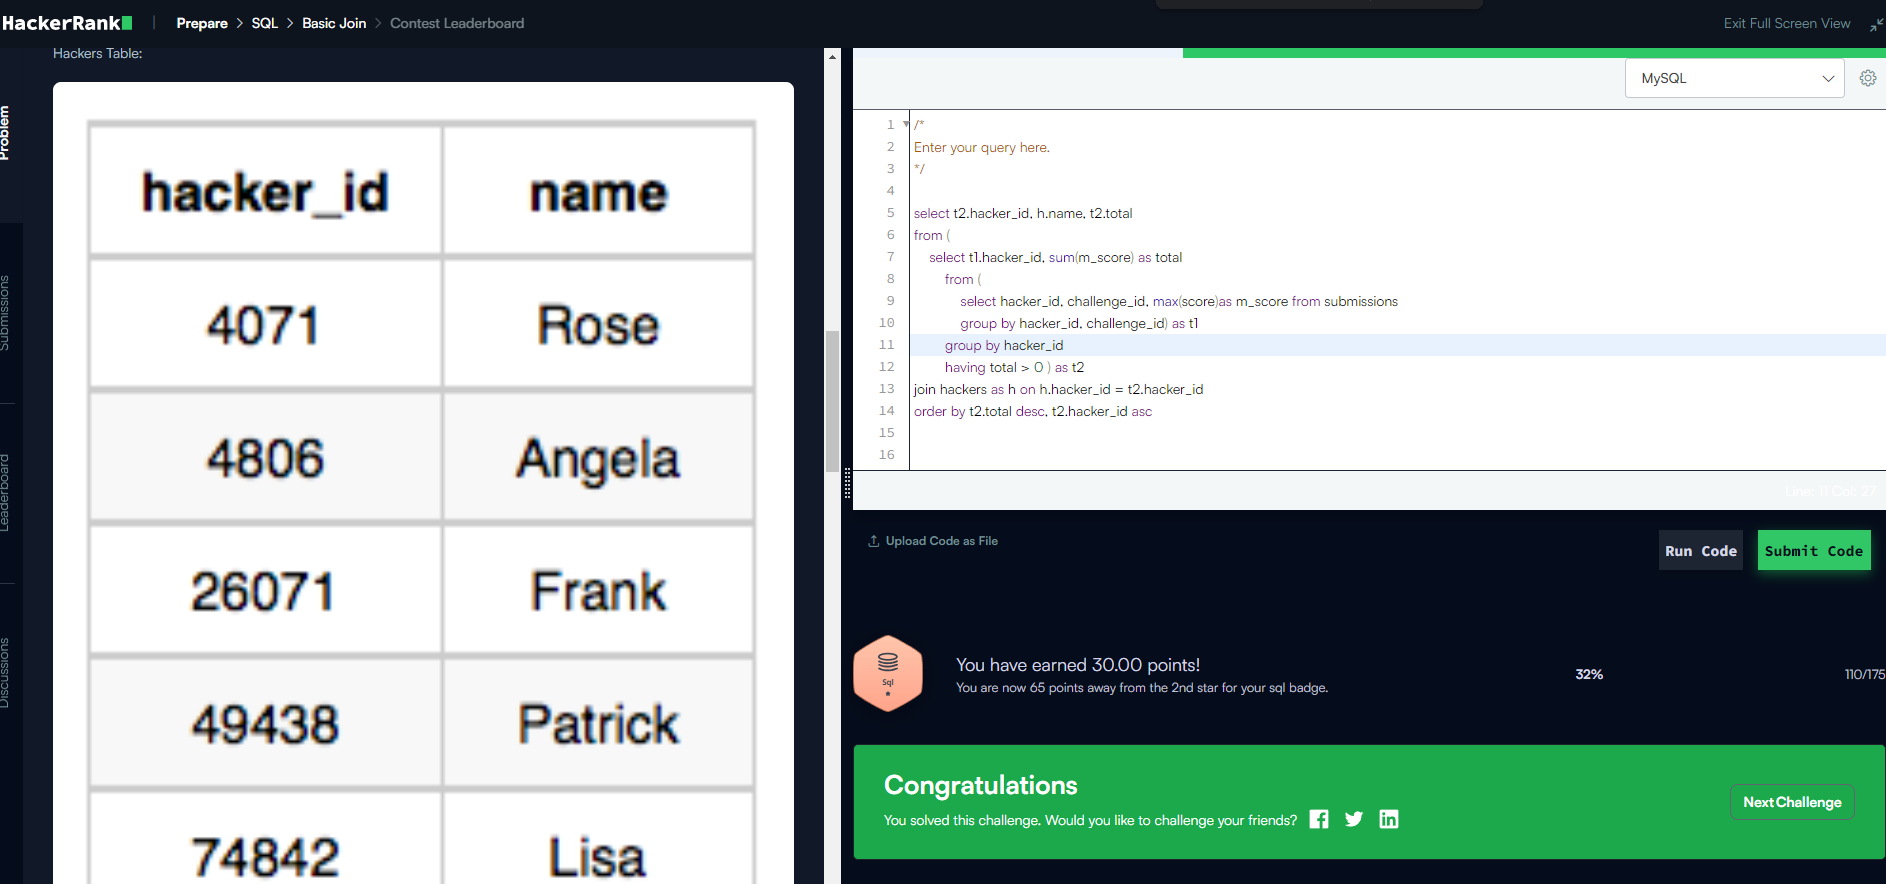 HackerRank
Prepare > SQL > Basic Join > Contest Leaderboard
Exit Full Screen View
Problem
Submissions
Leaderboard
Discussions
Hackers Table:
hacker_id name
4071 Rose
4806 Angela
26071 Frank
49438 Patrick
74842 Lisa
MySQL
1 /*
2 Enter your query here.
3 */
4
5 select t2.hacker_id, h.name, t2.total
6 from (
7 select t1.hacker_id, sum(m_score) as total
8 from (
9 select hacker_id, challenge_id, max(score)as m_score from submissions
10 group by hacker_id, challenge_id) as t1
11 group by hacker_id
12 having total > 0 ) as t2
13 join hackers as h on h.hacker_id = t2.hacker_id
14 order by t2.total desc, t2.hacker_id asc
15
16
Line: 11 Col: 27
Upload Code as File
Run Code
Submit Code
Sql
You have earned 30.00 points!
You are now 65 points away from the 2nd star for your sql badge.
32%
110/175
Congratulations
You solved this challenge. Would you like to challenge your friends?
Next Challenge